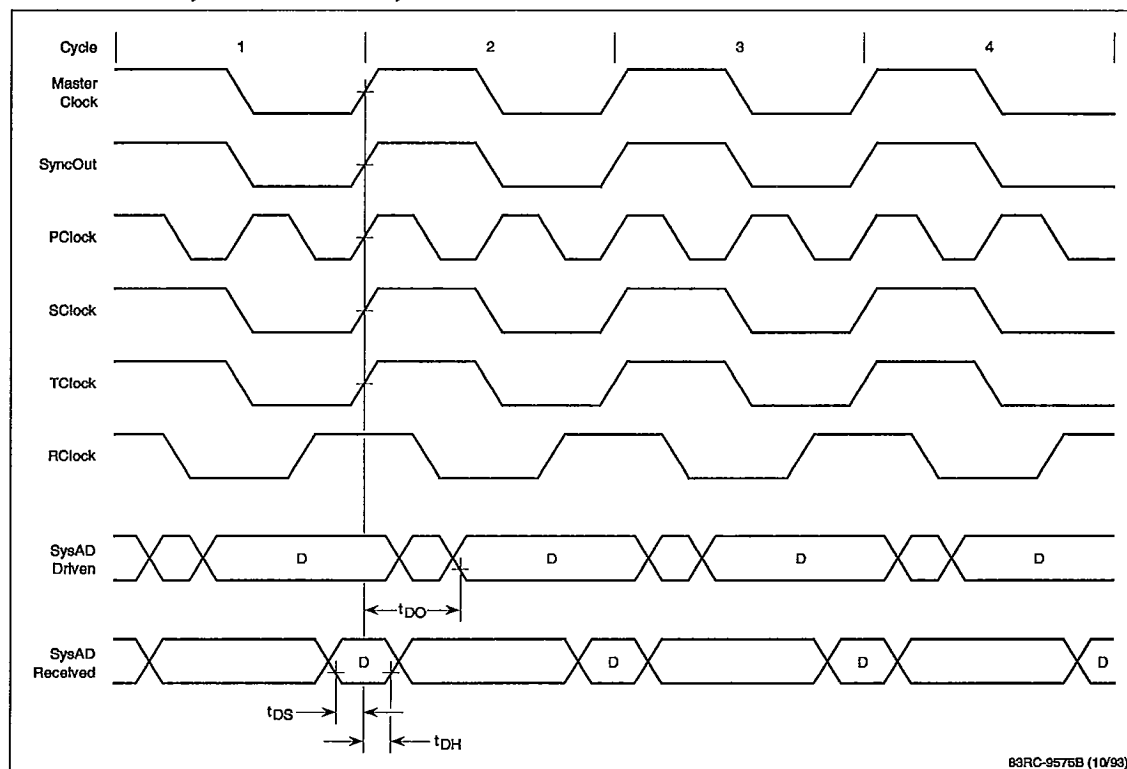 Cycle 1 2 3 4
Master
Clock
SyncOut
PClock
SClock
TClock
RClock
SysAD
Driven
D D D D
tDO
SysAD
Received
D D D D
tDS
tDH
83RC-9575B (10/93)